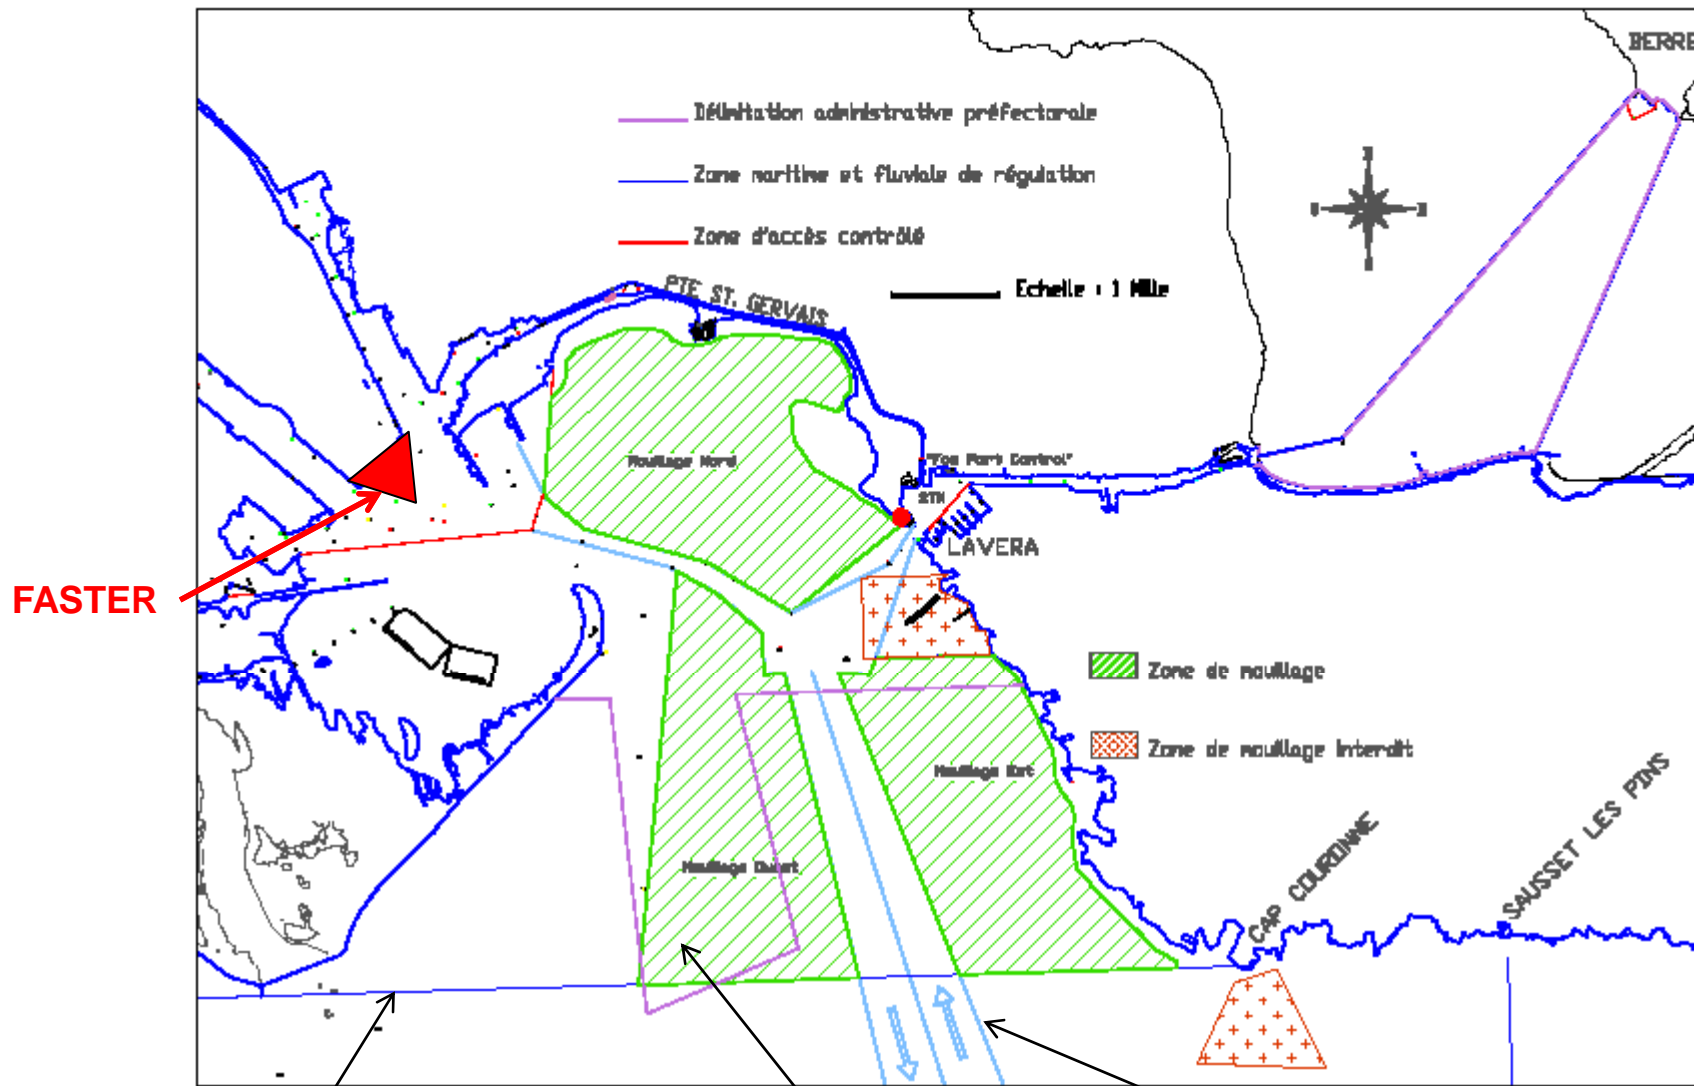 BERRE
Délimitation administrative préfectorale
Zone maritime et fluviale de régulation
Zone d'accès contrôlé
Echelle : 1 Mille
PTE ST. GERVAIS
Mouillage Nord
"Fos Port Control"
STM
LAVERA
FASTER
Zone de mouillage
Zone de mouillage interdit
Mouillage Est
Mouillage Ouest
CAP COURONNE
SAUSSET LES PINS